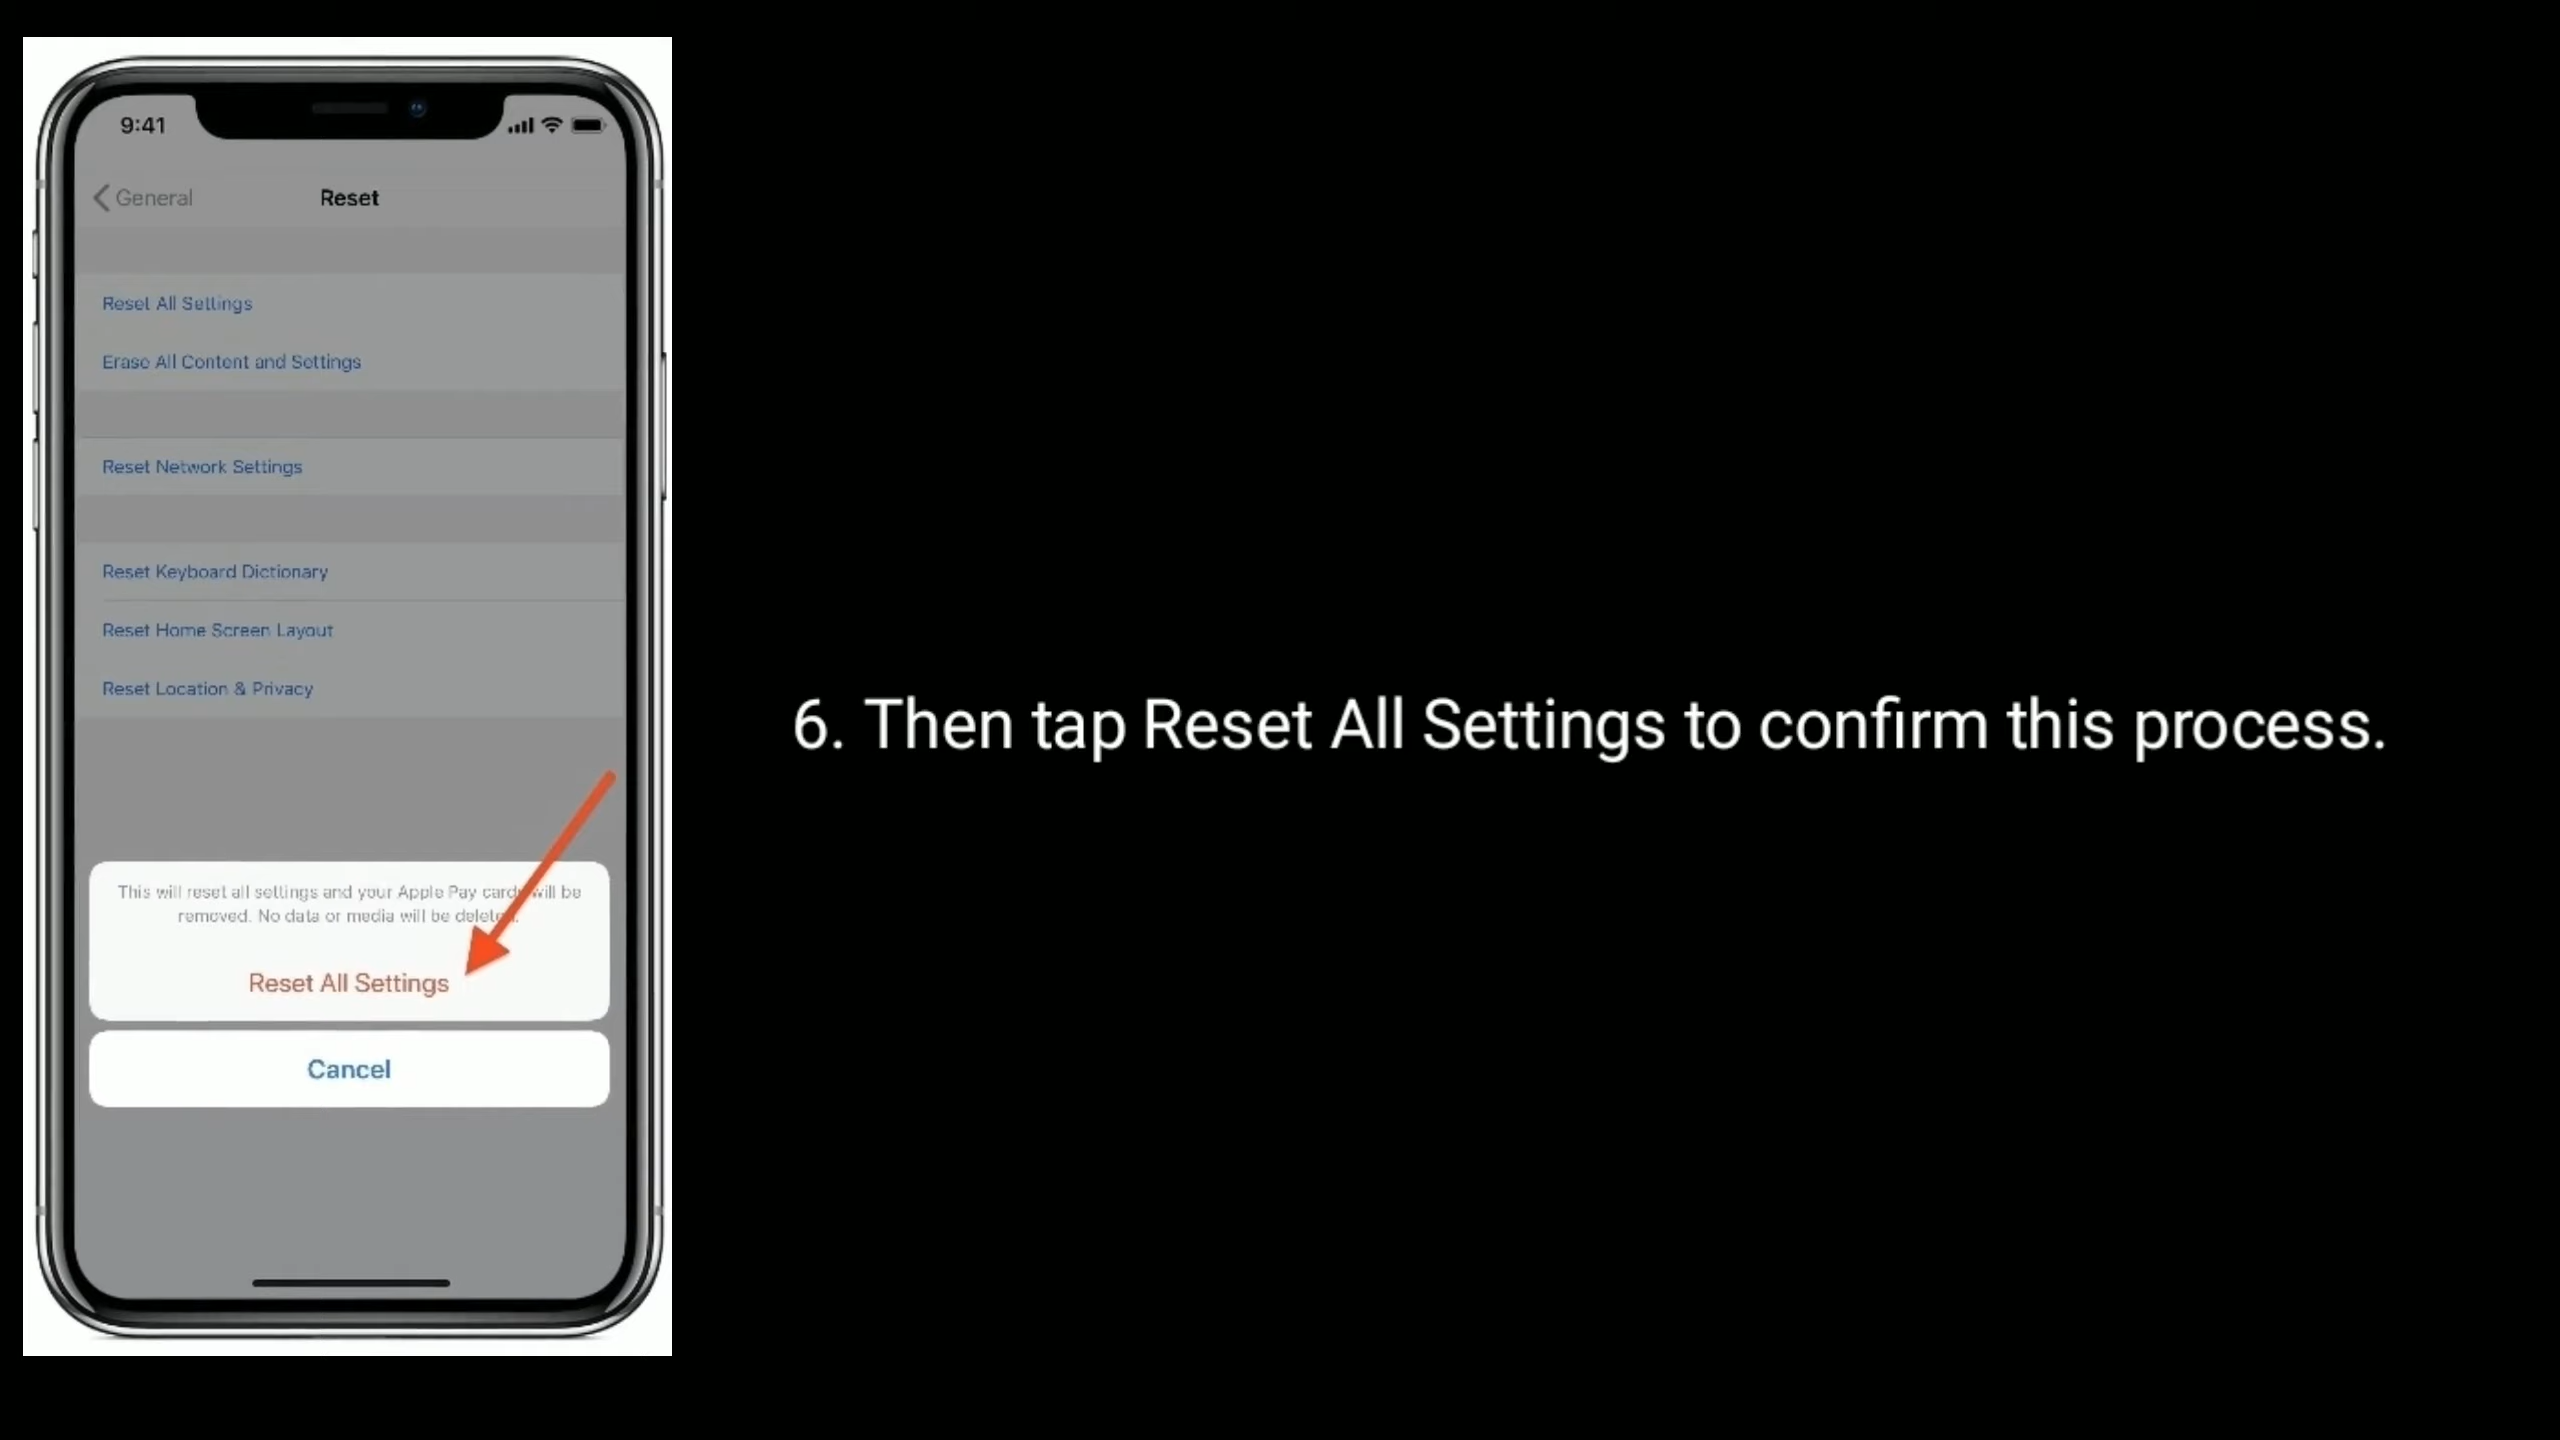 9:41
General
Reset
Reset All Settings
Erase All Content and Settings
Reset Network Settings
Reset Keyboard Dictionary
Reset Home Screen Layout
Reset Location & Privacy
This will reset all settings and your Apple Pay cards will be
removed. No data or media will be deleted.
Reset All Settings
Cancel
6. Then tap Reset All Settings to confirm this process.